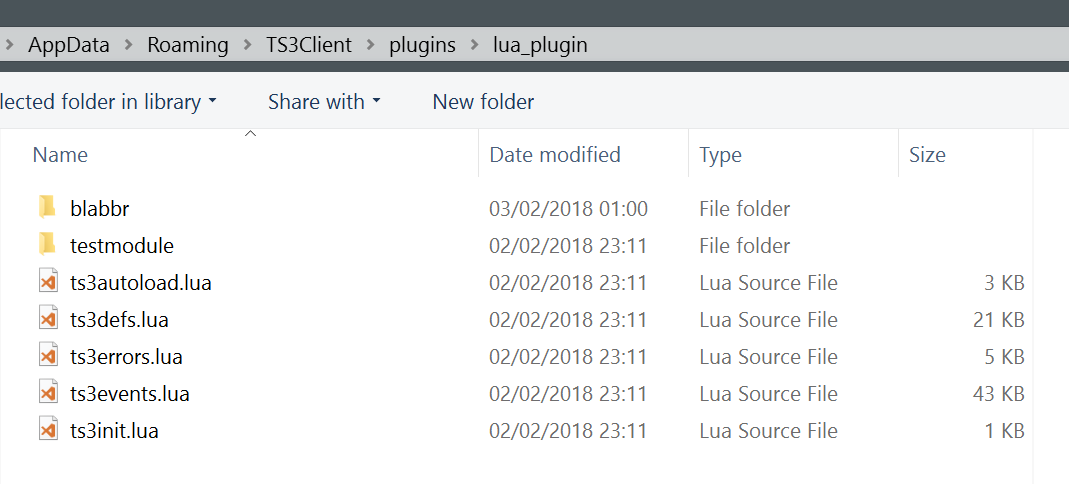 AppData > Roaming > TS3Client > plugins > lua_plugin
lected folder in library Share with New folder
Name Date modified Type Size
blabbr 03/02/2018 01:00 File folder
testmodule 02/02/2018 23:11 File folder
ts3autoload.lua 02/02/2018 23:11 Lua Source File 3 KB
ts3defs.lua 02/02/2018 23:11 Lua Source File 21 KB
ts3errors.lua 02/02/2018 23:11 Lua Source File 5 KB
ts3events.lua 02/02/2018 23:11 Lua Source File 43 KB
ts3init.lua 02/02/2018 23:11 Lua Source File 1 KB